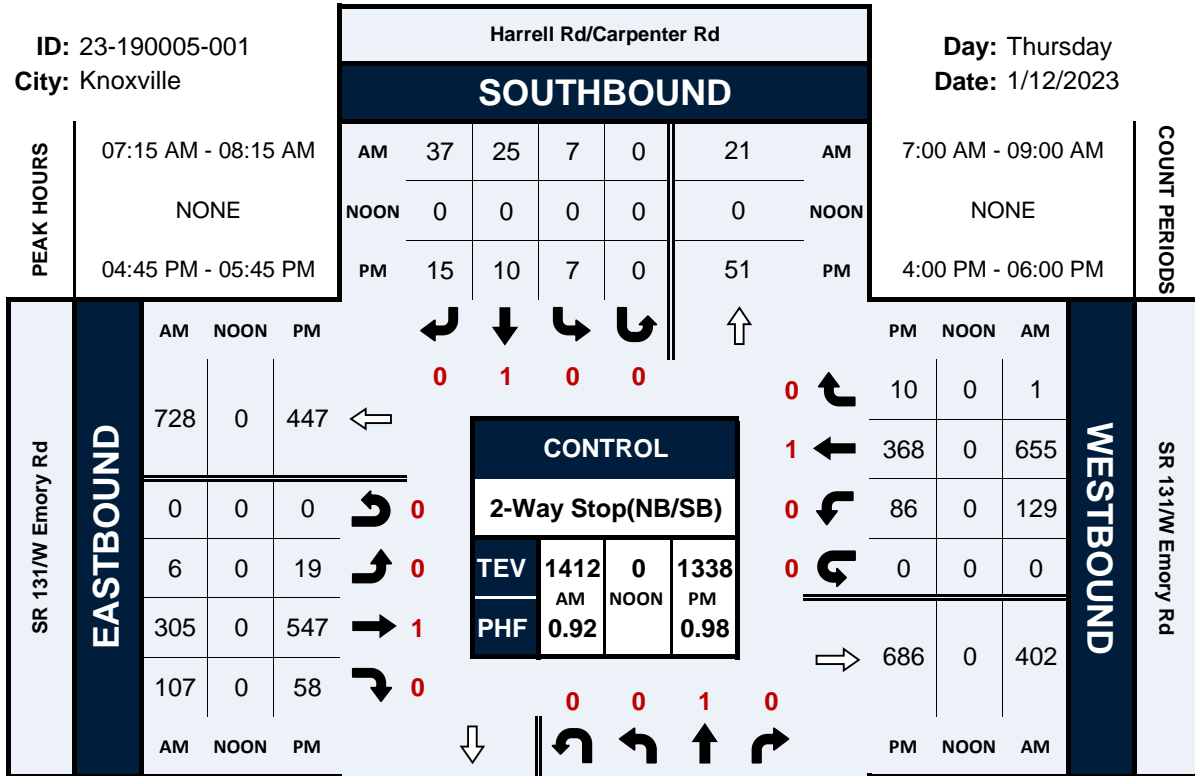 Harrell Rd/Carpenter Rd
ID: 23-190005-001
Day: Thursday
City: Knoxville
Date: 1/12/2023
SOUTHBOUND
PEAK HOURS
07:15 AM - 08:15 AM
NONE
04:45 PM - 05:45 PM
AM 37 25 7 0 21 AM
NOON 0 0 0 0 0 NOON
PM 15 10 7 0 51 PM
7:00 AM - 09:00 AM
NONE
4:00 PM - 06:00 PM
COUNT PERIODS
0 1 0 0
SR 131/W Emory Rd
EASTBOUND
AM NOON PM
728 0 447
0 0 0 0
6 0 19 0
305 0 547 1
107 0 58 0
AM NOON PM
CONTROL
2-Way Stop(NB/SB)
TEV 1412 0 1338
AM NOON PM
PHF 0.92 0.98
PM NOON AM
0 10 0 1
1 368 0 655
0 86 0 129
0 0 0 0
686 0 402
PM NOON AM
WESTBOUND
SR 131/W Emory Rd
0 0 1 0